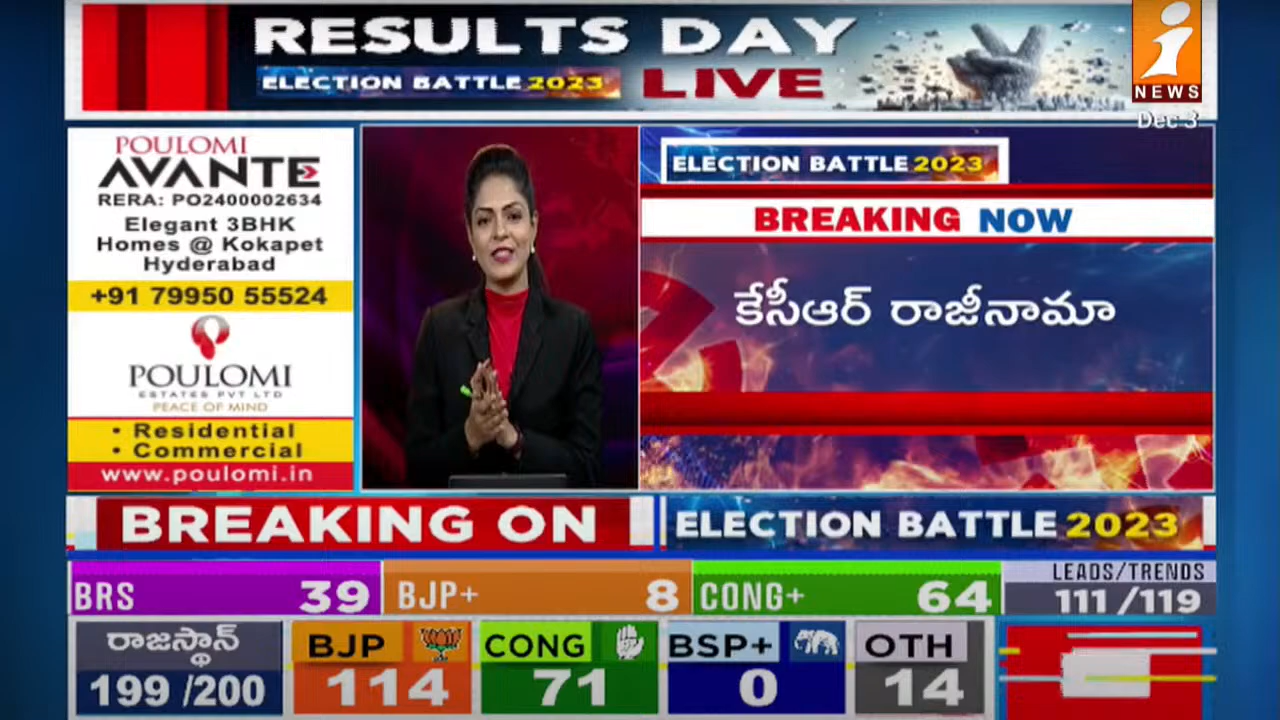 RESULTS DAY
ELECTION BATTLE 2023 LIVE
i
NEWS
Dec 3
POULOMI
AVANTE
RERA: PO2400002634
Elegant 3BHK
Homes @ Kokapet
Hyderabad
+91 79950 55524
POULOMI
ESTATES PVT LTD
PEACE OF MIND
• Residential
• Commercial
www.poulomi.in
ELECTION BATTLE 2023
BREAKING NOW
కేసీఆర్ రాజీనామా
BREAKING ON
ELECTION BATTLE 2023
BRS 39 BJP+ 8 CONG+ 64
LEADS/TRENDS
111/119
రాజస్థాన్
199/200
BJP
114
CONG
71
BSP+
0
OTH
14